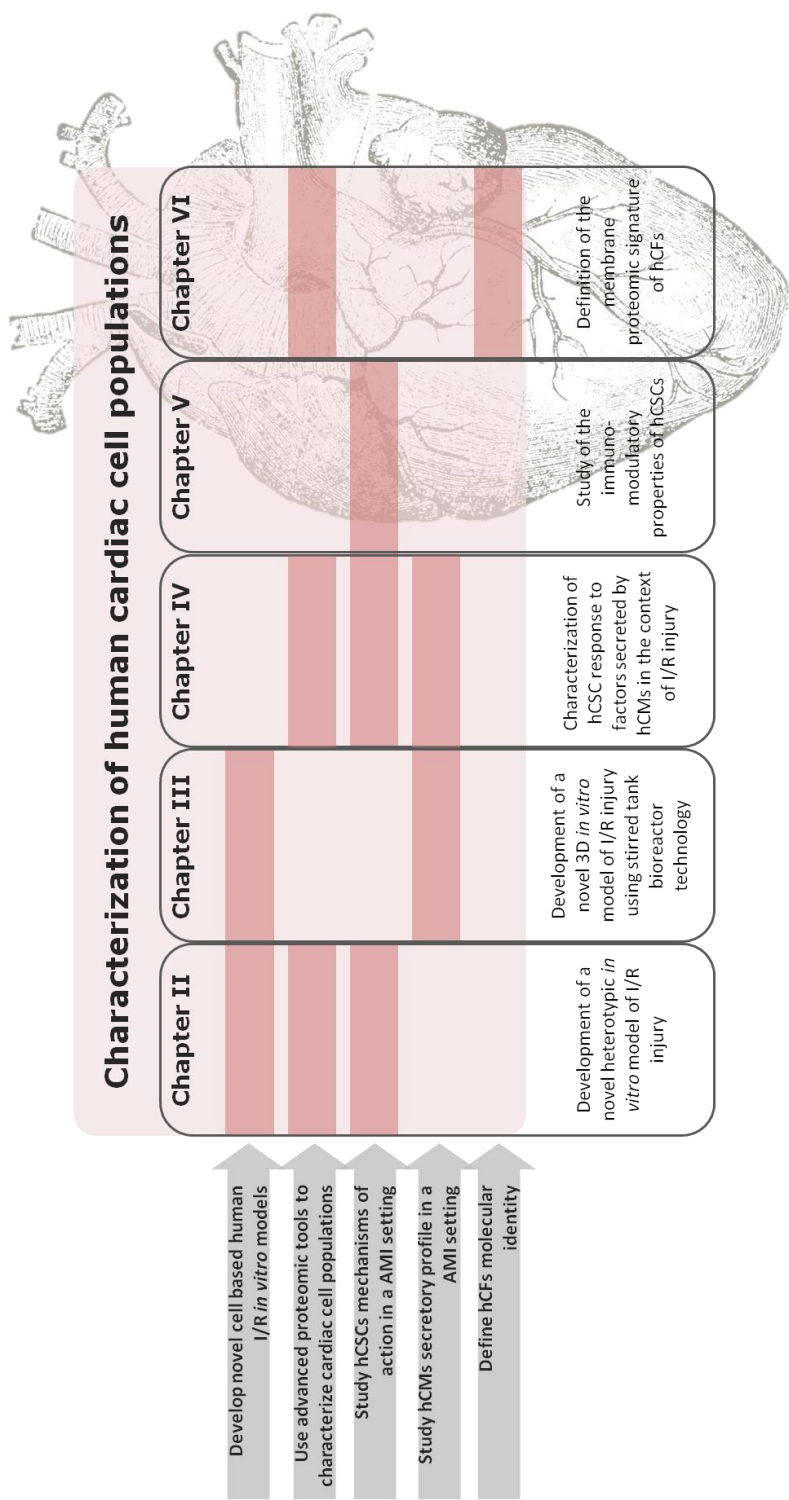 Characterization of human cardiac cell populations
Develop novel cell based human
I/R in vitro models
Use advanced proteomic tools to
characterize cardiac cell populations
Study hCSCs mechanisms of
action in a AMI setting
Study hCMs secretory profile in a
AMI setting
Define hCFs molecular
identity
Chapter II
Development of a
novel heterotypic in
vitro model of I/R
injury
Chapter III
Development of a
novel 3D in vitro
model of I/R injury
using stirred tank
bioreactor
technology
Chapter IV
Characterization of
hCSC response to
factors secreted by
hCMs in the context
of I/R injury
Chapter V
Study of the
immuno-
modulatory
properties of hCSCs
Chapter VI
Definition of the
membrane
proteomic signature
of hCFs